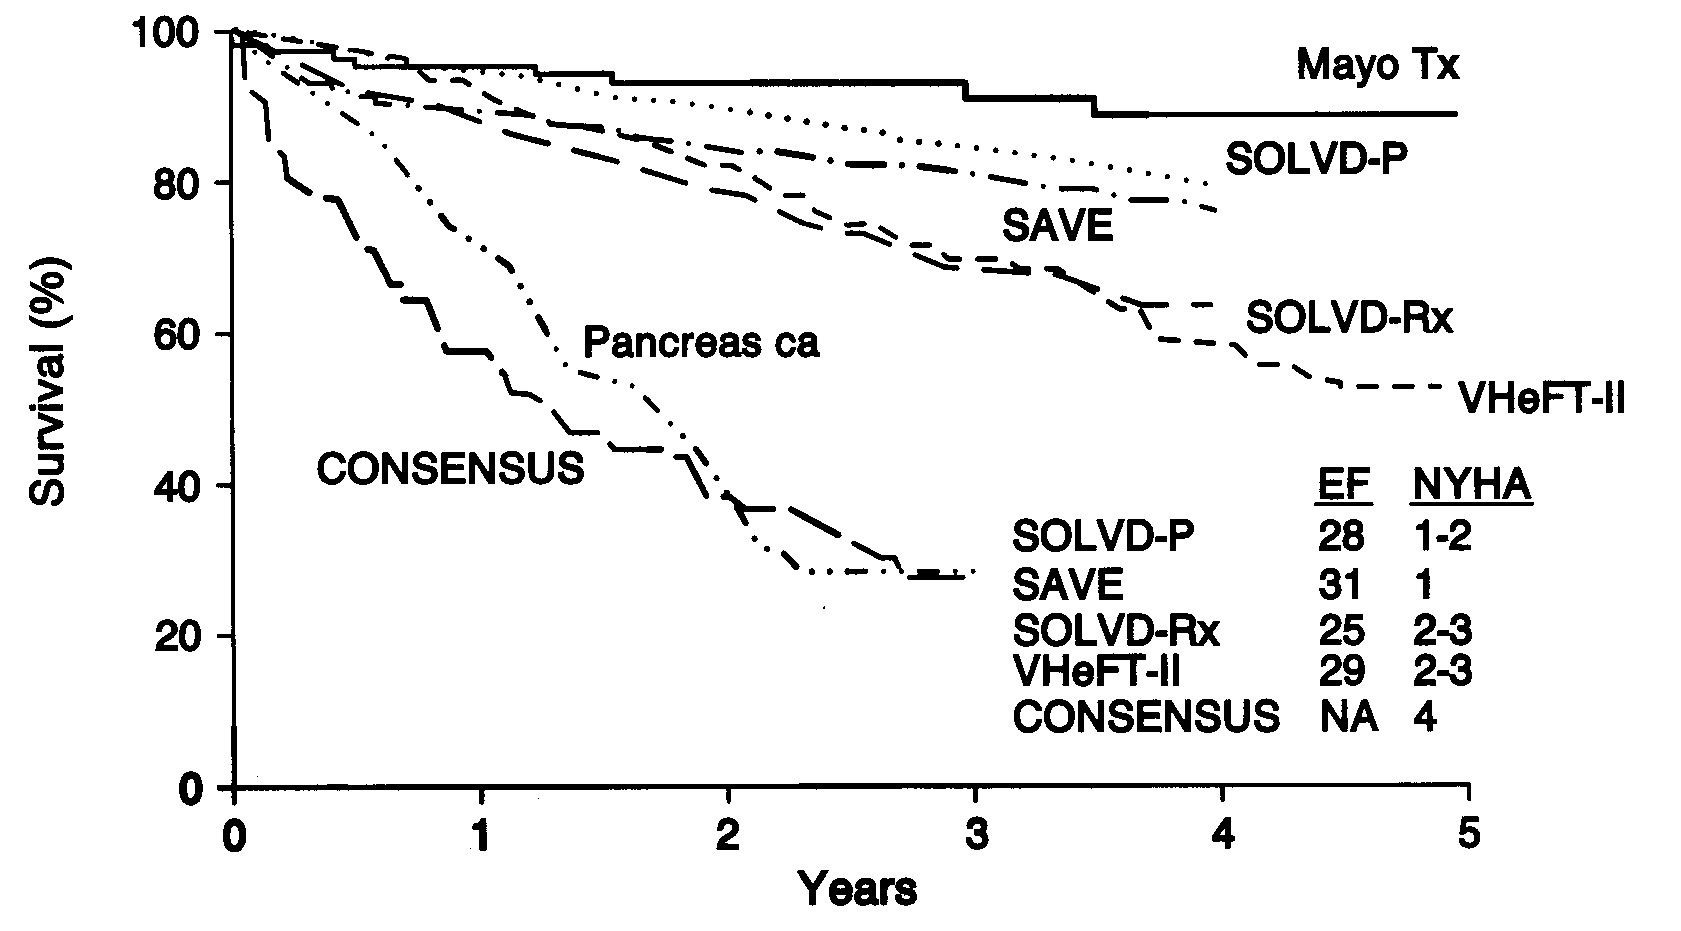 100
Mayo Tx
SOLVD-P
80
SAVE
Survival (%)
60
SOLVD-Rx
Pancreas ca
VHeFT-II
CONSENSUS
40
EF NYHA
SOLVD-P 28 1-2
SAVE 31 1
20
SOLVD-Rx 25 2-3
VHeFT-II 29 2-3
CONSENSUS NA 4
0
0 1 2 3 4 5
Years